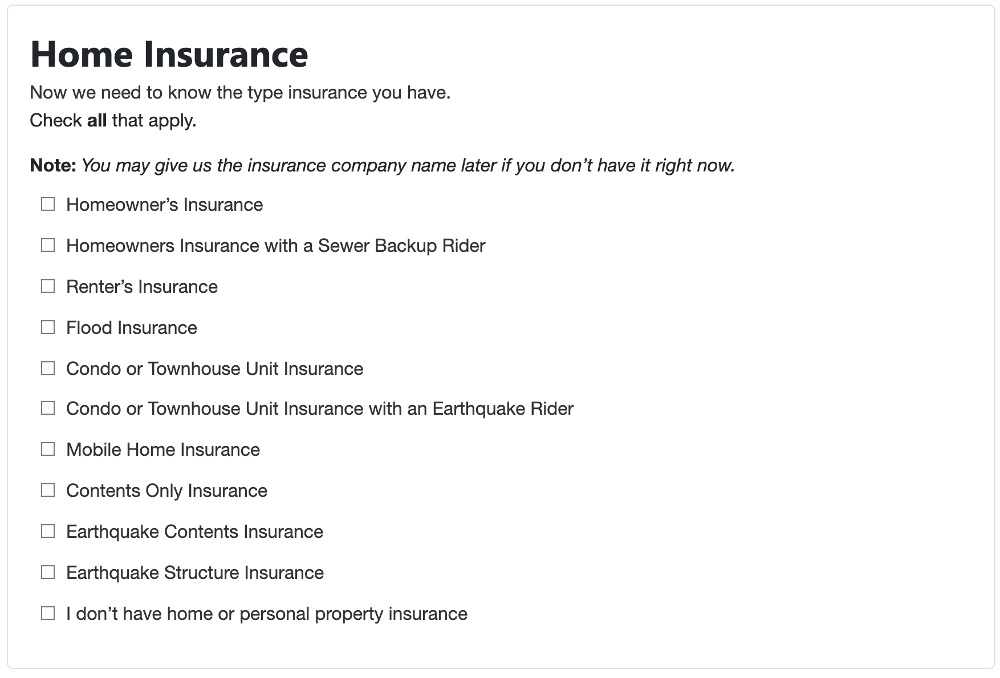 Home Insurance
Now we need to know the type insurance you have.
Check all that apply.
Note: You may give us the insurance company name later if you don’t have it right now.
Homeowner’s Insurance
Homeowners Insurance with a Sewer Backup Rider
Renter’s Insurance
Flood Insurance
Condo or Townhouse Unit Insurance
Condo or Townhouse Unit Insurance with an Earthquake Rider
Mobile Home Insurance
Contents Only Insurance
Earthquake Contents Insurance
Earthquake Structure Insurance
I don’t have home or personal property insurance